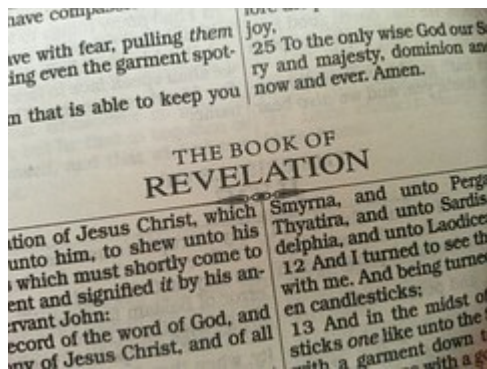 have
ave with fear, pulling them
ing even the garment spot-
m that is able to keep you
joy,
25 To the only wise God our
ry and majesty, dominion an
now and ever. Amen.
THE BOOK OF
REVELATION
tion of Jesus Christ, which
unto him, to shew unto his
which must shortly come to
ent and signified it by his an-
rvant John:
ecord of the word of God, and
ny of Jesus Christ, and of all
Smyrna, and unto Perga
Thyatira, and unto Sardis
delphia, and unto Laodice
12 And I turned to see th
with me. And being turne
en candlesticks;
13 And in the midst of
sticks one like unto the
with a garment down t